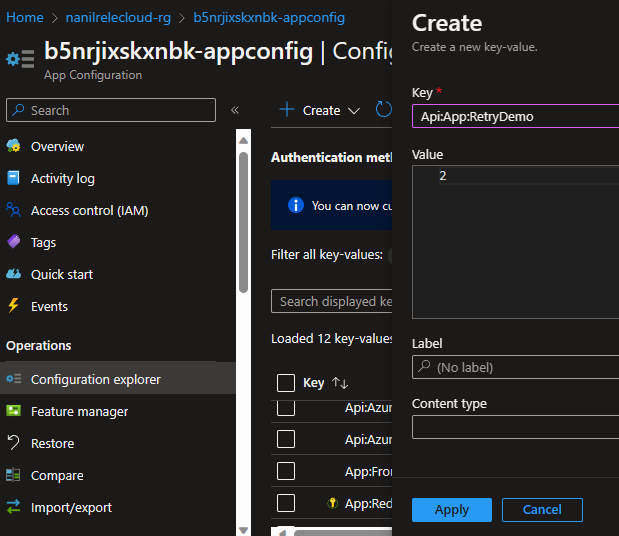 Home > nanilrelecloud-rg > b5nrjixskxnbk-appconfig
b5nrjixskxnbk-appconfig | Config
App Configuration
Search
«
Overview
Activity log
Access control (IAM)
Tags
Quick start
Events
Operations
Configuration explorer
Feature manager
Restore
Compare
Import/export
Create
Authentication met
You can now cu
Filter all key-values:
Search displayed ke
Loaded 12 key-values
Key ↑↓
Api:Azur
Api:Azur
App:Fron
App:Red
Create
Create a new key-value.
Key *
Api:App:RetryDemo
Value
2
Label
(No label)
Content type
Apply
Cancel